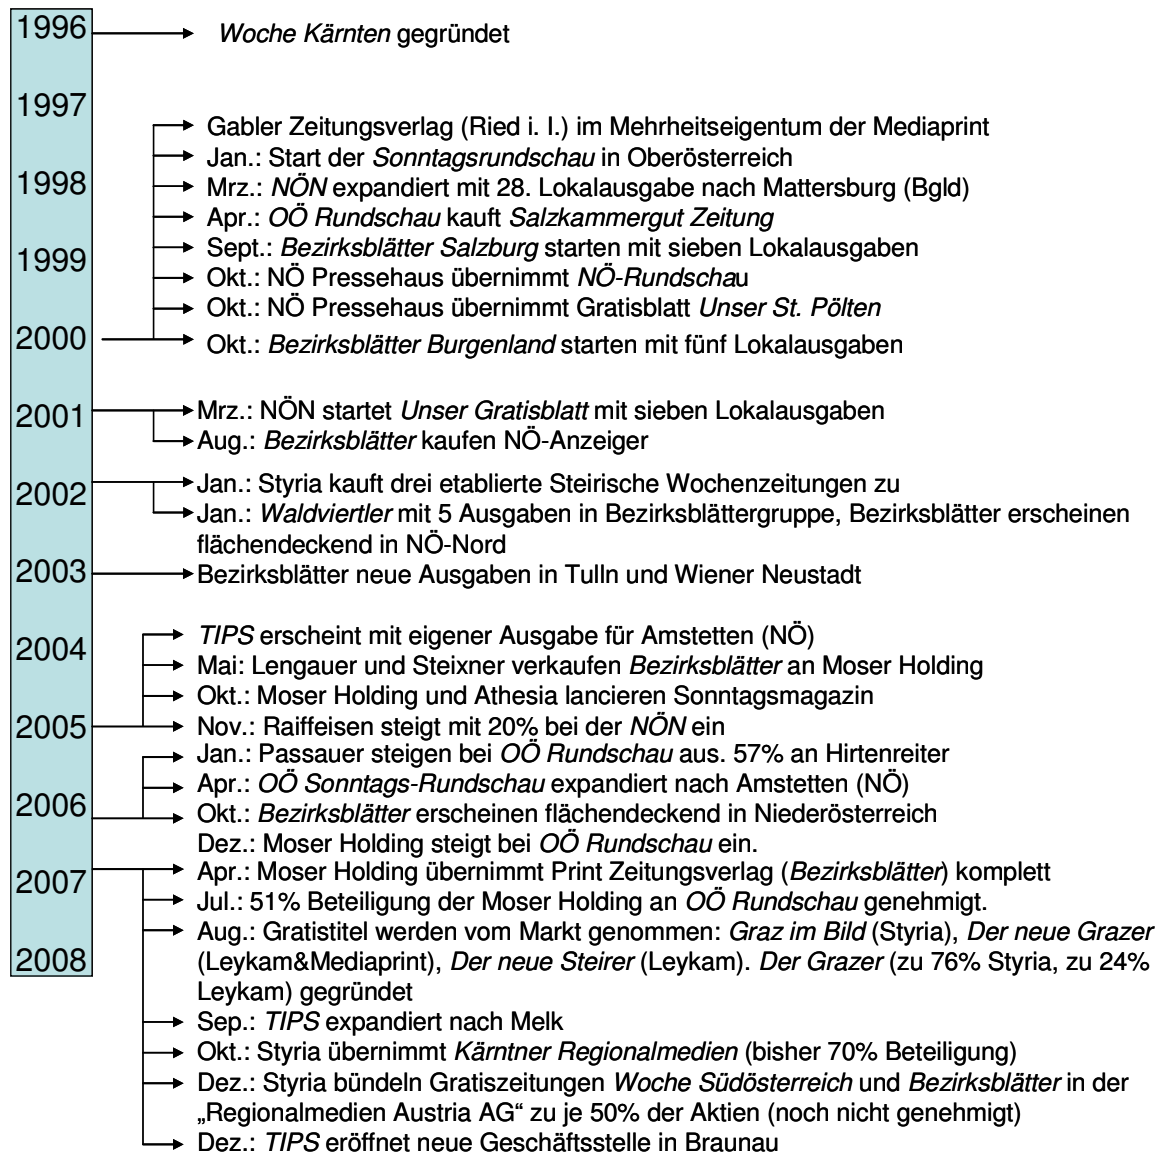 1996
Woche Kärnten gegründet
1997
Gabler Zeitungsverlag (Ried i. I.) im Mehrheitseigentum der Mediaprint
Jan.: Start der Sonntagsrundschau in Oberösterreich
1998
Mrz.: NÖN expandiert mit 28. Lokalausgabe nach Mattersburg (Bgld)
Apr.: OÖ Rundschau kauft Salzkammergut Zeitung
Sept.: Bezirksblätter Salzburg starten mit sieben Lokalausgaben
1999
Okt.: NÖ Pressehaus übernimmt NÖ-Rundschau
Okt.: NÖ Pressehaus übernimmt Gratisblatt Unser St. Pölten
2000
Okt.: Bezirksblätter Burgenland starten mit fünf Lokalausgaben
2001
Mrz.: NÖN startet Unser Gratisblatt mit sieben Lokalausgaben
Aug.: Bezirksblätter kaufen NÖ-Anzeiger
2002
Jan.: Styria kauft drei etablierte Steirische Wochenzeitungen zu
Jan.: Waldviertler mit 5 Ausgaben in Bezirksblättergruppe, Bezirksblätter erscheinen
flächendeckend in NÖ-Nord
2003
Bezirksblätter neue Ausgaben in Tulln und Wiener Neustadt
2004
TIPS erscheint mit eigener Ausgabe für Amstetten (NÖ)
Mai: Lengauer und Steixner verkaufen Bezirksblätter an Moser Holding
Okt.: Moser Holding und Athesia lancieren Sonntagsmagazin
2005
Nov.: Raiffeisen steigt mit 20% bei der NÖN ein
Jan.: Passauer steigen bei OÖ Rundschau aus. 57% an Hirtenreiter
Apr.: OÖ Sonntags-Rundschau expandiert nach Amstetten (NÖ)
2006
Okt.: Bezirksblätter erscheinen flächendeckend in Niederösterreich
Dez.: Moser Holding steigt bei OÖ Rundschau ein.
2007
Apr.: Moser Holding übernimmt Print Zeitungsverlag (Bezirksblätter) komplett
Jul.: 51% Beteiligung der Moser Holding an OÖ Rundschau genehmigt.
Aug.: Gratistitel werden vom Markt genommen: Graz im Bild (Styria), Der neue Grazer
2008
(Leykam&Mediaprint), Der neue Steirer (Leykam). Der Grazer (zu 76% Styria, zu 24%
Leykam) gegründet
Sep.: TIPS expandiert nach Melk
Okt.: Styria übernimmt Kärntner Regionalmedien (bisher 70% Beteiligung)
Dez.: Styria bündeln Gratiszeitungen Woche Südösterreich und Bezirksblätter in der
„Regionalmedien Austria AG“ zu je 50% der Aktien (noch nicht genehmigt)
Dez.: TIPS eröffnet neue Geschäftsstelle in Braunau